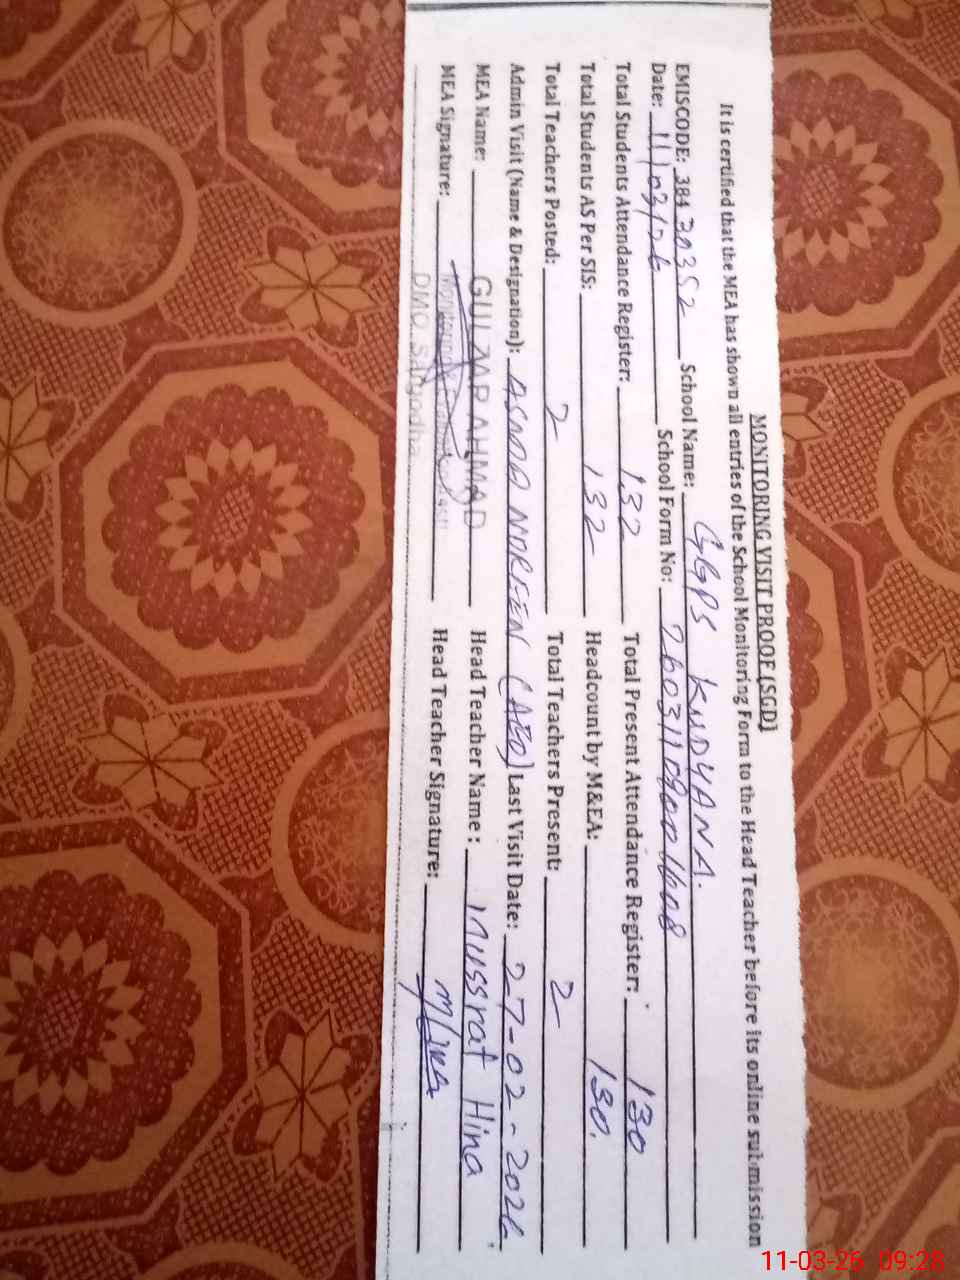 MONITORING VISIT PROOF (SGD)
It is certified that the MEA has shown all entries of the School Monitoring Form to the Head Teacher before its online submission
EMISCODE: 38430352 School Name: GGPS KUDYANA.
Date: 11/03/26 School Form No:
Total Students Attendance Register: 132 Total Present Attendance Register: 130
Total Students AS Per SIS: 132 Headcount by M&EA: 130.
Total Teachers Posted: 2 Total Teachers Present: 2
Admin Visit (Name & Designation): ASMAA NOREEN (AEO) Last Visit Date: 27-02-2026
MEA Name: GULZAR AHMAD Head Teacher Name: Nussrat Hina
MEA Signature: Head Teacher Signature:
DMO, Sargodha
11-03-26 09:28